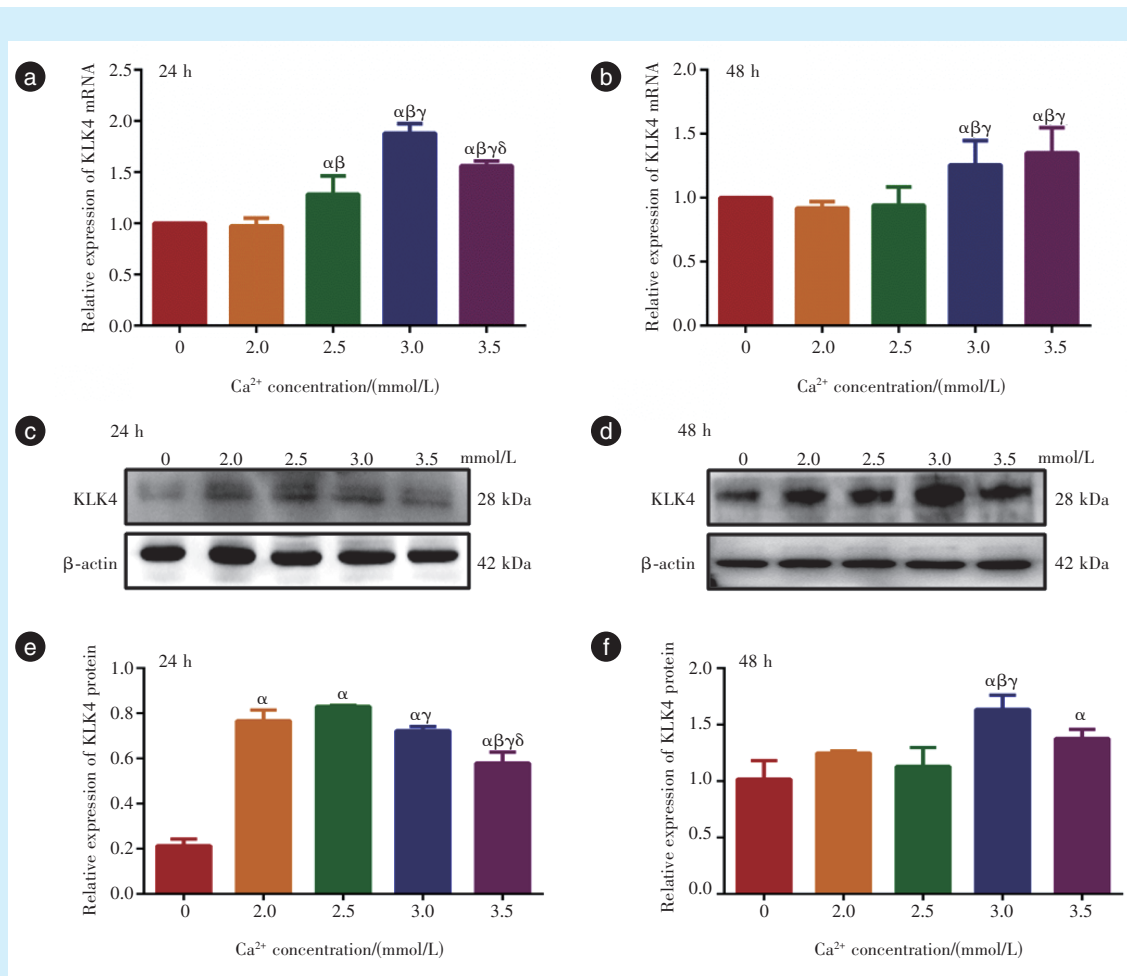 a
24 h
Relative expression of KLK4 mRNA
2.5
2.0
1.5
1.0
0.5
0.0
αβ
αβγ
αβγδ
0 2.0 2.5 3.0 3.5
Ca²⁺ concentration/(mmol/L)
b
48 h
Relative expression of KLK4 mRNA
2.0
1.5
1.0
0.5
0.0
αβγ
αβγ
0 2.0 2.5 3.0 3.5
Ca²⁺ concentration/(mmol/L)
c
24 h
0 2.0 2.5 3.0 3.5 mmol/L
KLK4 28 kDa
β-actin 42 kDa
d
48 h
0 2.0 2.5 3.0 3.5 mmol/L
KLK4 28 kDa
β-actin 42 kDa
e
24 h
Relative expression of KLK4 protein
1.0
0.8
0.6
0.4
0.2
0.0
α
α
αγ
αβγδ
0 2.0 2.5 3.0 3.5
Ca²⁺ concentration/(mmol/L)
f
48 h
Relative expression of KLK4 protein
2.0
1.5
1.0
0.5
0.0
αβγ
α
0 2.0 2.5 3.0 3.5
Ca²⁺ concentration/(mmol/L)